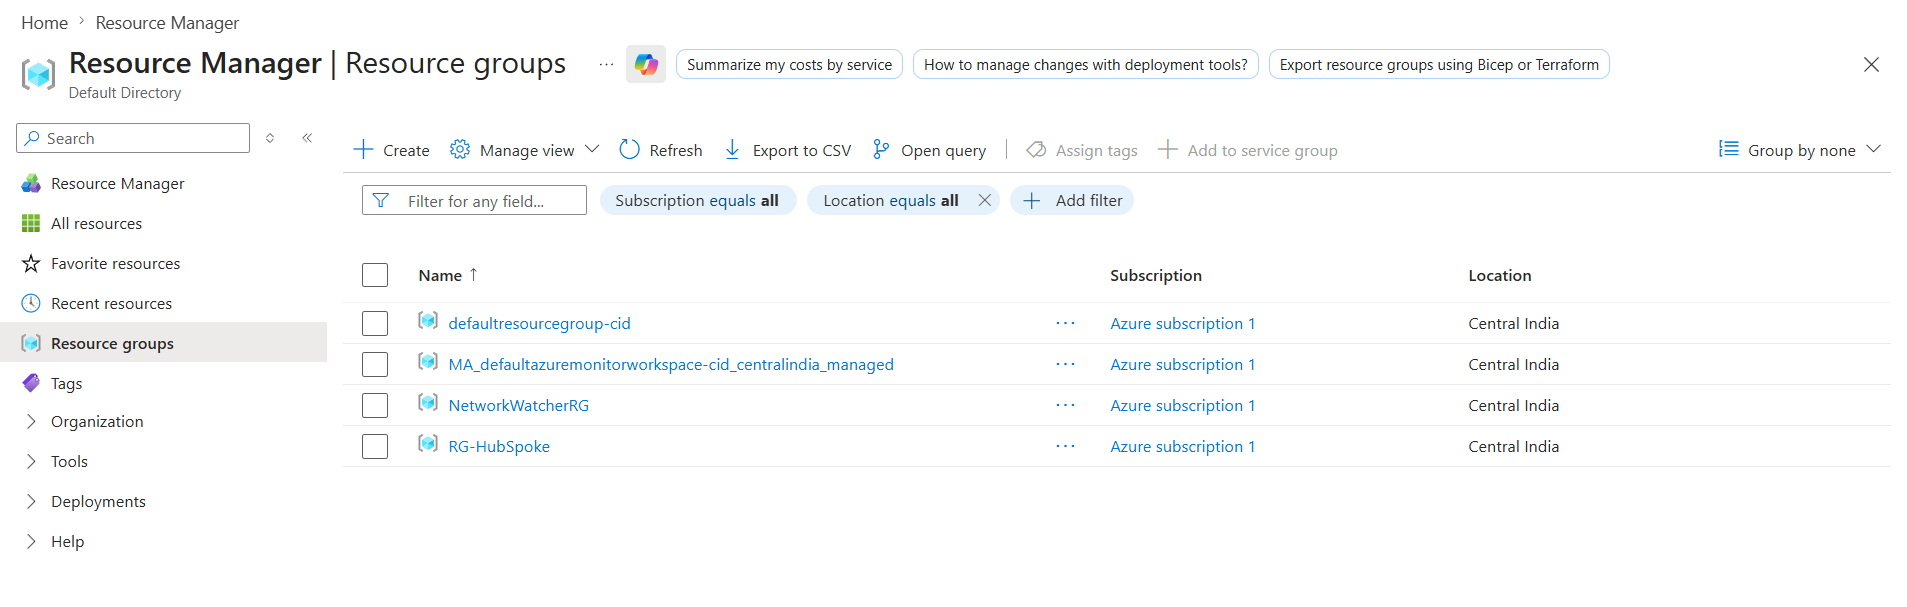 Home > Resource Manager
Resource Manager | Resource groups ... Summarize my costs by service How to manage changes with deployment tools? Export resource groups using Bicep or Terraform
Default Directory
Search
Resource Manager
All resources
Favorite resources
Recent resources
Resource groups
Tags
Organization
Tools
Deployments
Help
Create Manage view Refresh Export to CSV Open query Assign tags Add to service group Group by none
Filter for any field... Subscription equals all Location equals all Add filter
Name ↑ Subscription Location
defaultresourcegroup-cid ... Azure subscription 1 Central India
MA_defaultazuremonitorworkspace-cid_centralindia_managed ... Azure subscription 1 Central India
NetworkWatcherRG ... Azure subscription 1 Central India
RG-HubSpoke ... Azure subscription 1 Central India